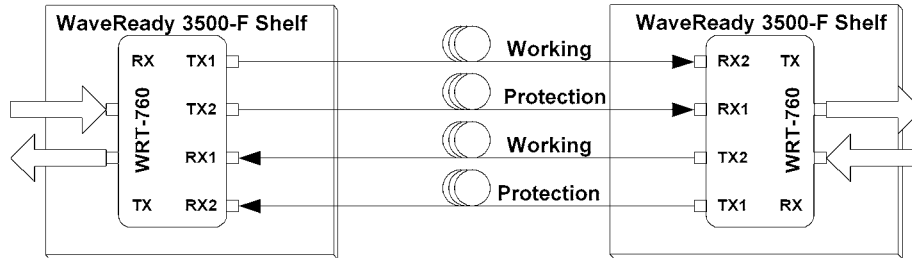 WaveReady 3500-F Shelf
RX TX1
TX2
WRT-760
RX1
TX RX2
Working
Protection
Working
Protection
WaveReady 3500-F Shelf
RX2 TX
RX1
WRT-760
TX2
TX1 RX